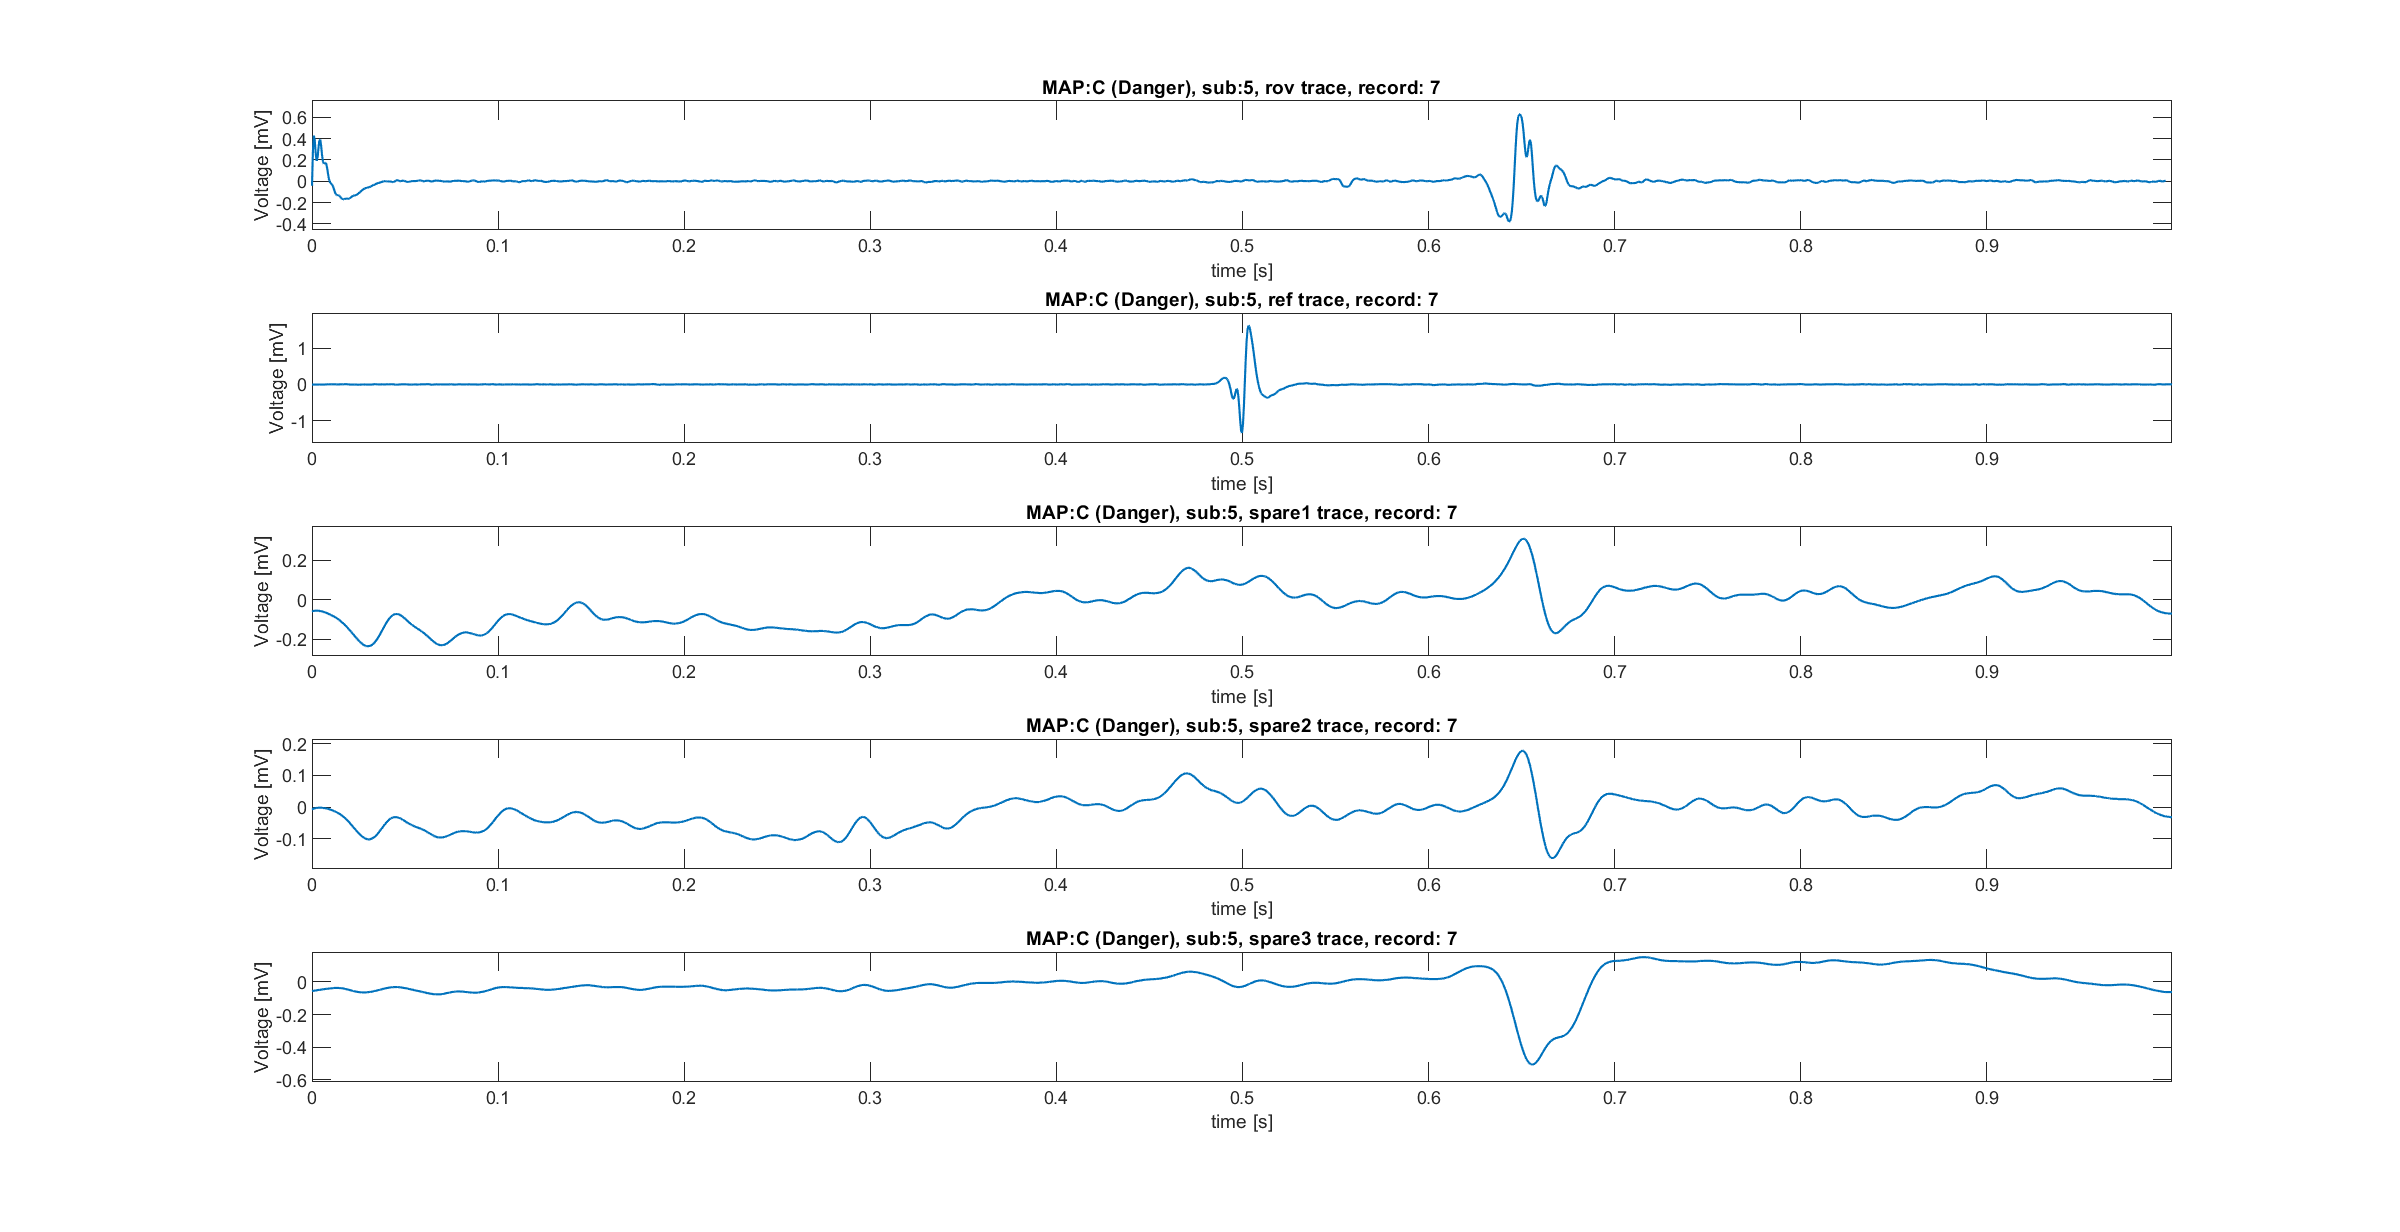 MAP:C (Danger), sub:5, rov trace, record: 7
Voltage [mV]
0.6
0.4
0.2
0
-0.2
-0.4
0 0.1 0.2 0.3 0.4 0.5 0.6 0.7 0.8 0.9
time [s]
MAP:C (Danger), sub:5, ref trace, record: 7
Voltage [mV]
1
0
-1
0 0.1 0.2 0.3 0.4 0.5 0.6 0.7 0.8 0.9
time [s]
MAP:C (Danger), sub:5, spare1 trace, record: 7
Voltage [mV]
0.2
0
-0.2
0 0.1 0.2 0.3 0.4 0.5 0.6 0.7 0.8 0.9
time [s]
MAP:C (Danger), sub:5, spare2 trace, record: 7
Voltage [mV]
0.2
0.1
0
-0.1
0 0.1 0.2 0.3 0.4 0.5 0.6 0.7 0.8 0.9
time [s]
MAP:C (Danger), sub:5, spare3 trace, record: 7
Voltage [mV]
0
-0.2
-0.4
-0.6
0 0.1 0.2 0.3 0.4 0.5 0.6 0.7 0.8 0.9
time [s]